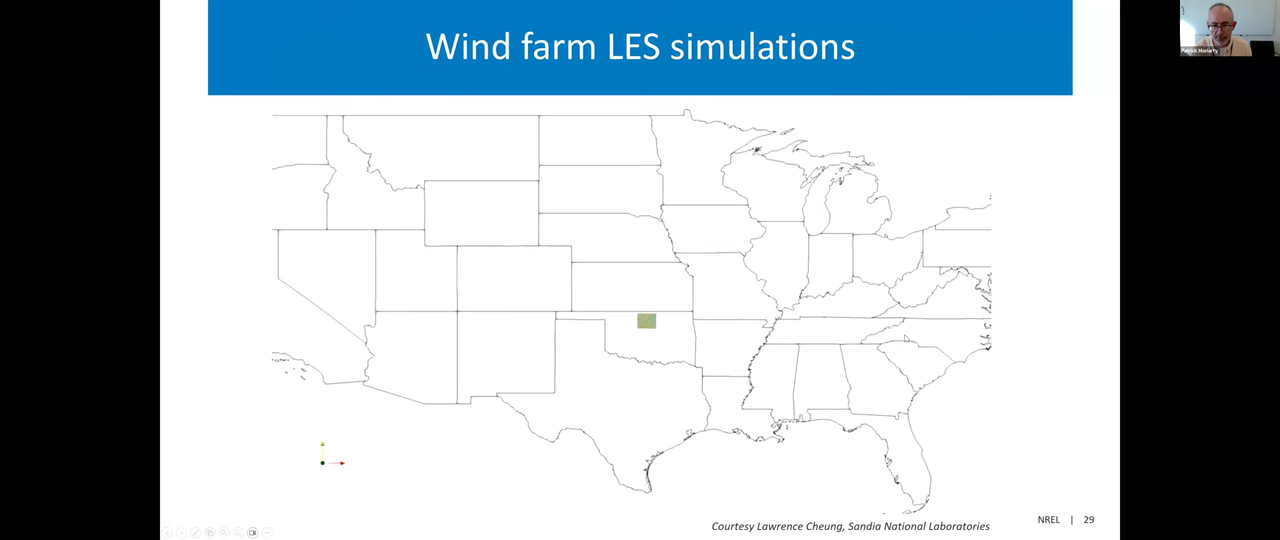 Wind farm LES simulations
Patrick Moriarty
Courtesy Lawrence Cheung, Sandia National Laboratories
NREL | 29